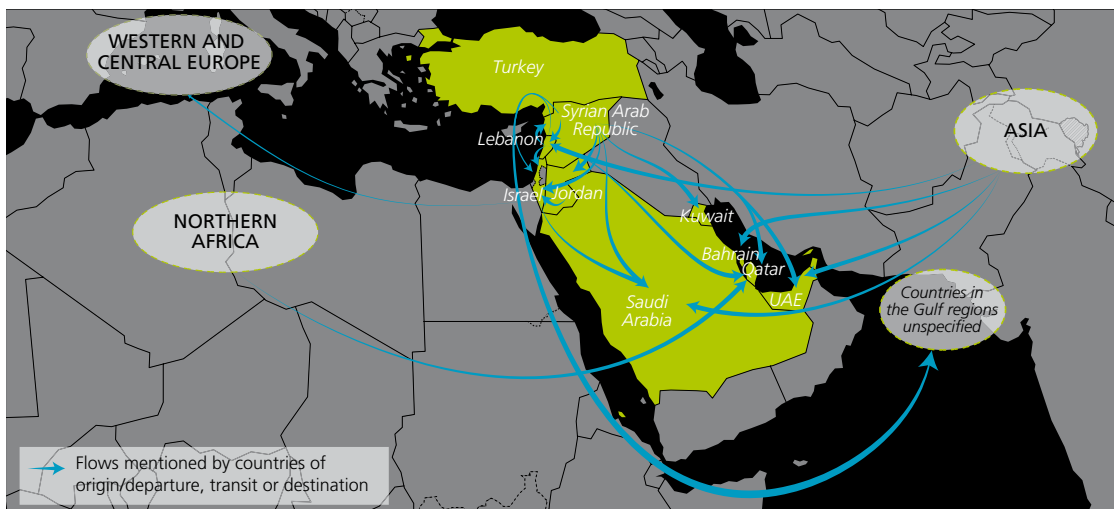 WESTERN AND
CENTRAL EUROPE
Turkey
Syrian Arab
Republic
Lebanon
ASIA
Israel
Jordan
NORTHERN
AFRICA
Kuwait
Bahrain
Qatar
UAE
Saudi
Arabia
Countries in
the Gulf regions
unspecified
Flows mentioned by countries of
origin/departure, transit or destination